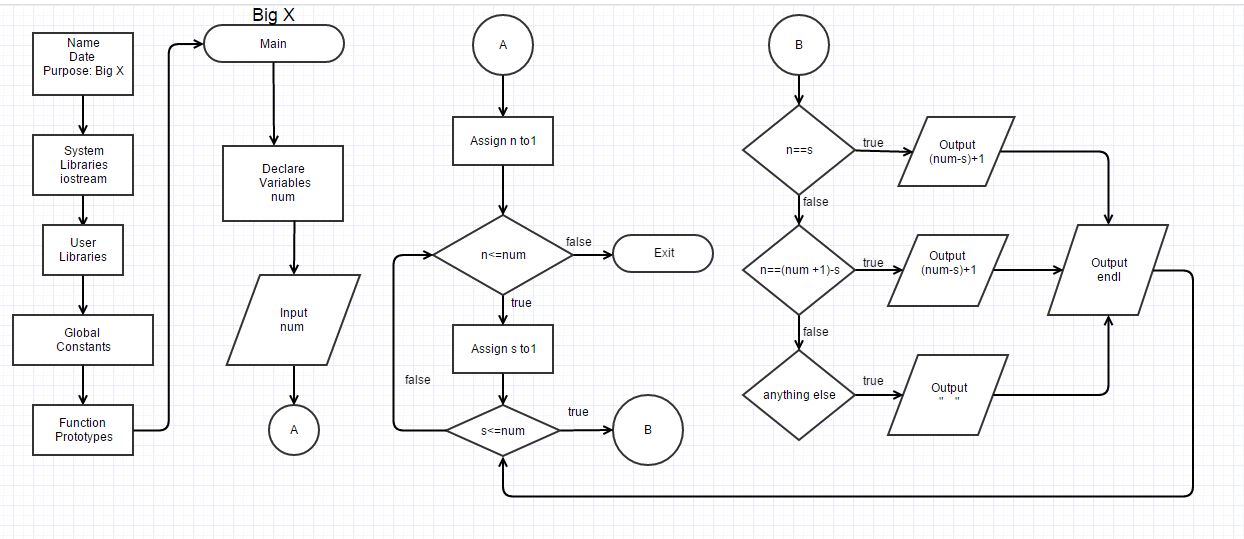 Big X
Name
Date
Purpose: Big X
System
Libraries
iostream
User
Libraries
Global
Constants
Function
Prototypes
Main
Declare
Variables
num
Input
num
A
A
Assign n to1
n<=num
false
Exit
true
Assign s to1
false
s<=num
true
B
B
n==s
true
Output
(num-s)+1
false
n==(num +1)-s
true
Output
(num-s)+1
Output
endl
false
anything else
true
Output
" "